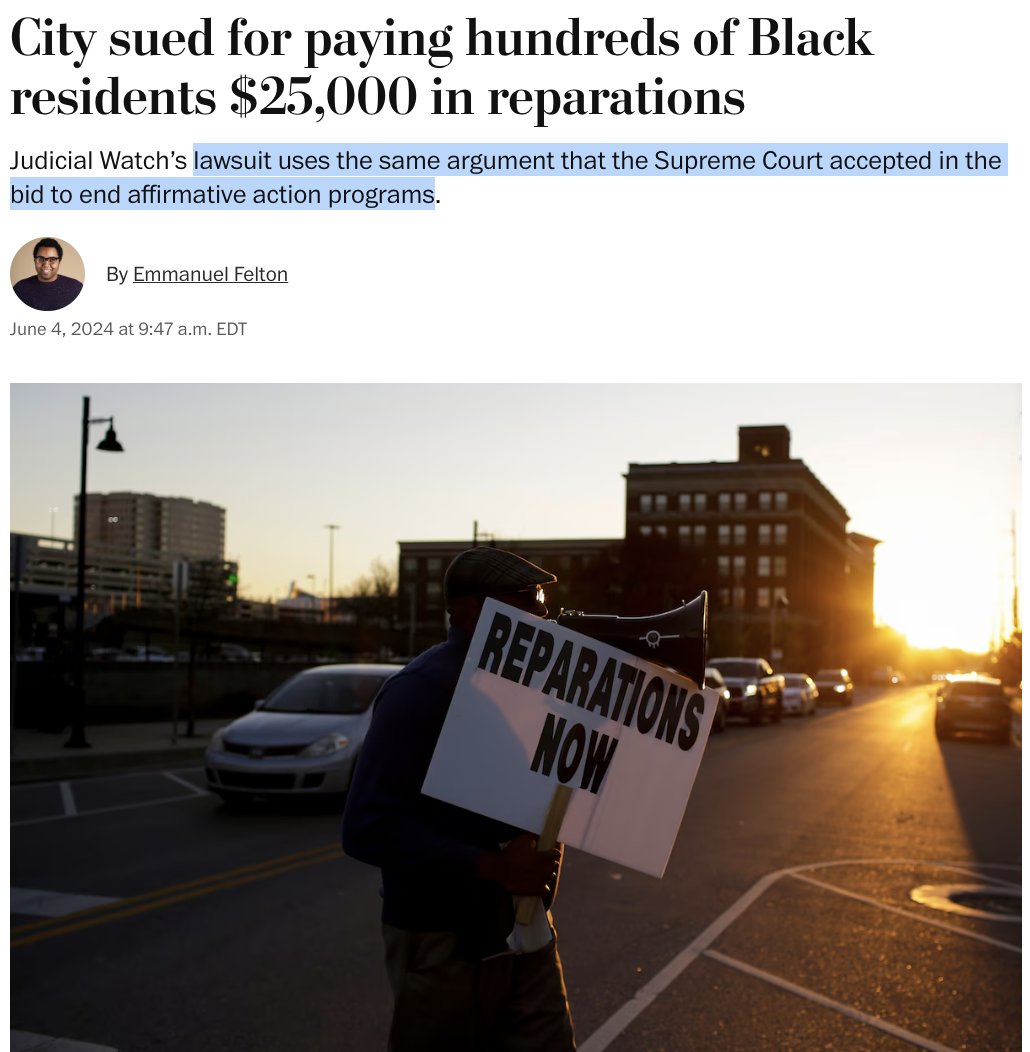 City sued for paying hundreds of Black
residents $25,000 in reparations
Judicial Watch’s lawsuit uses the same argument that the Supreme Court accepted in the
bid to end affirmative action programs.
By Emmanuel Felton
June 4, 2024 at 9:47 a.m. EDT
REPARATIONS
NOW